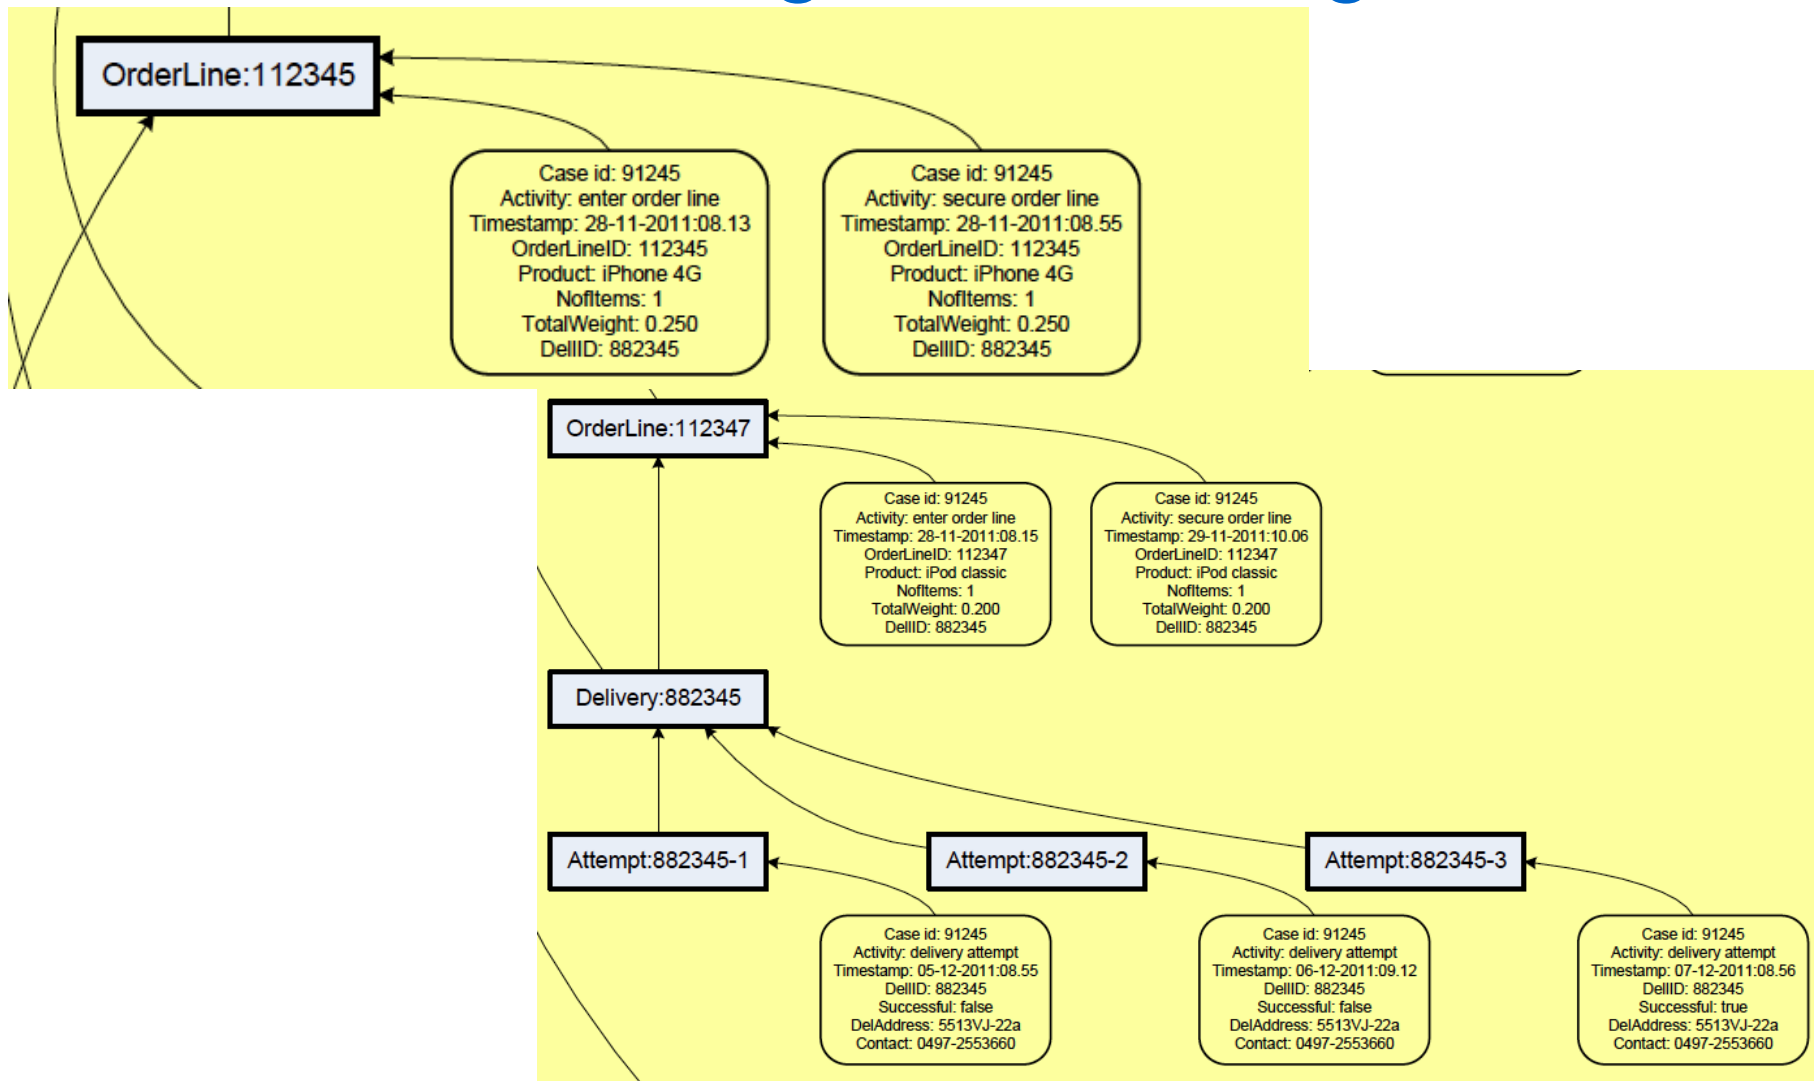 OrderLine:112345
Case id: 91245
Activity: enter order line
Timestamp: 28-11-2011:08.13
OrderLineID: 112345
Product: iPhone 4G
NofItems: 1
TotalWeight: 0.250
DellID: 882345
Case id: 91245
Activity: secure order line
Timestamp: 28-11-2011:08.55
OrderLineID: 112345
Product: iPhone 4G
NofItems: 1
TotalWeight: 0.250
DellID: 882345
OrderLine:112347
Case id: 91245
Activity: enter order line
Timestamp: 28-11-2011:08.15
OrderLineID: 112347
Product: iPod classic
NofItems: 1
TotalWeight: 0.200
DellID: 882345
Case id: 91245
Activity: secure order line
Timestamp: 29-11-2011:10.06
OrderLineID: 112347
Product: iPod classic
NofItems: 1
TotalWeight: 0.200
DellID: 882345
Delivery:882345
Attempt:882345-1
Attempt:882345-2
Attempt:882345-3
Case id: 91245
Activity: delivery attempt
Timestamp: 05-12-2011:08.55
DellID: 882345
Successful: false
DelAddress: 5513VJ-22a
Contact: 0497-2553660
Case id: 91245
Activity: delivery attempt
Timestamp: 06-12-2011:09.12
DellID: 882345
Successful: false
DelAddress: 5513VJ-22a
Contact: 0497-2553660
Case id: 91245
Activity: delivery attempt
Timestamp: 07-12-2011:08.56
DellID: 882345
Successful: true
DelAddress: 5513VJ-22a
Contact: 0497-2553660